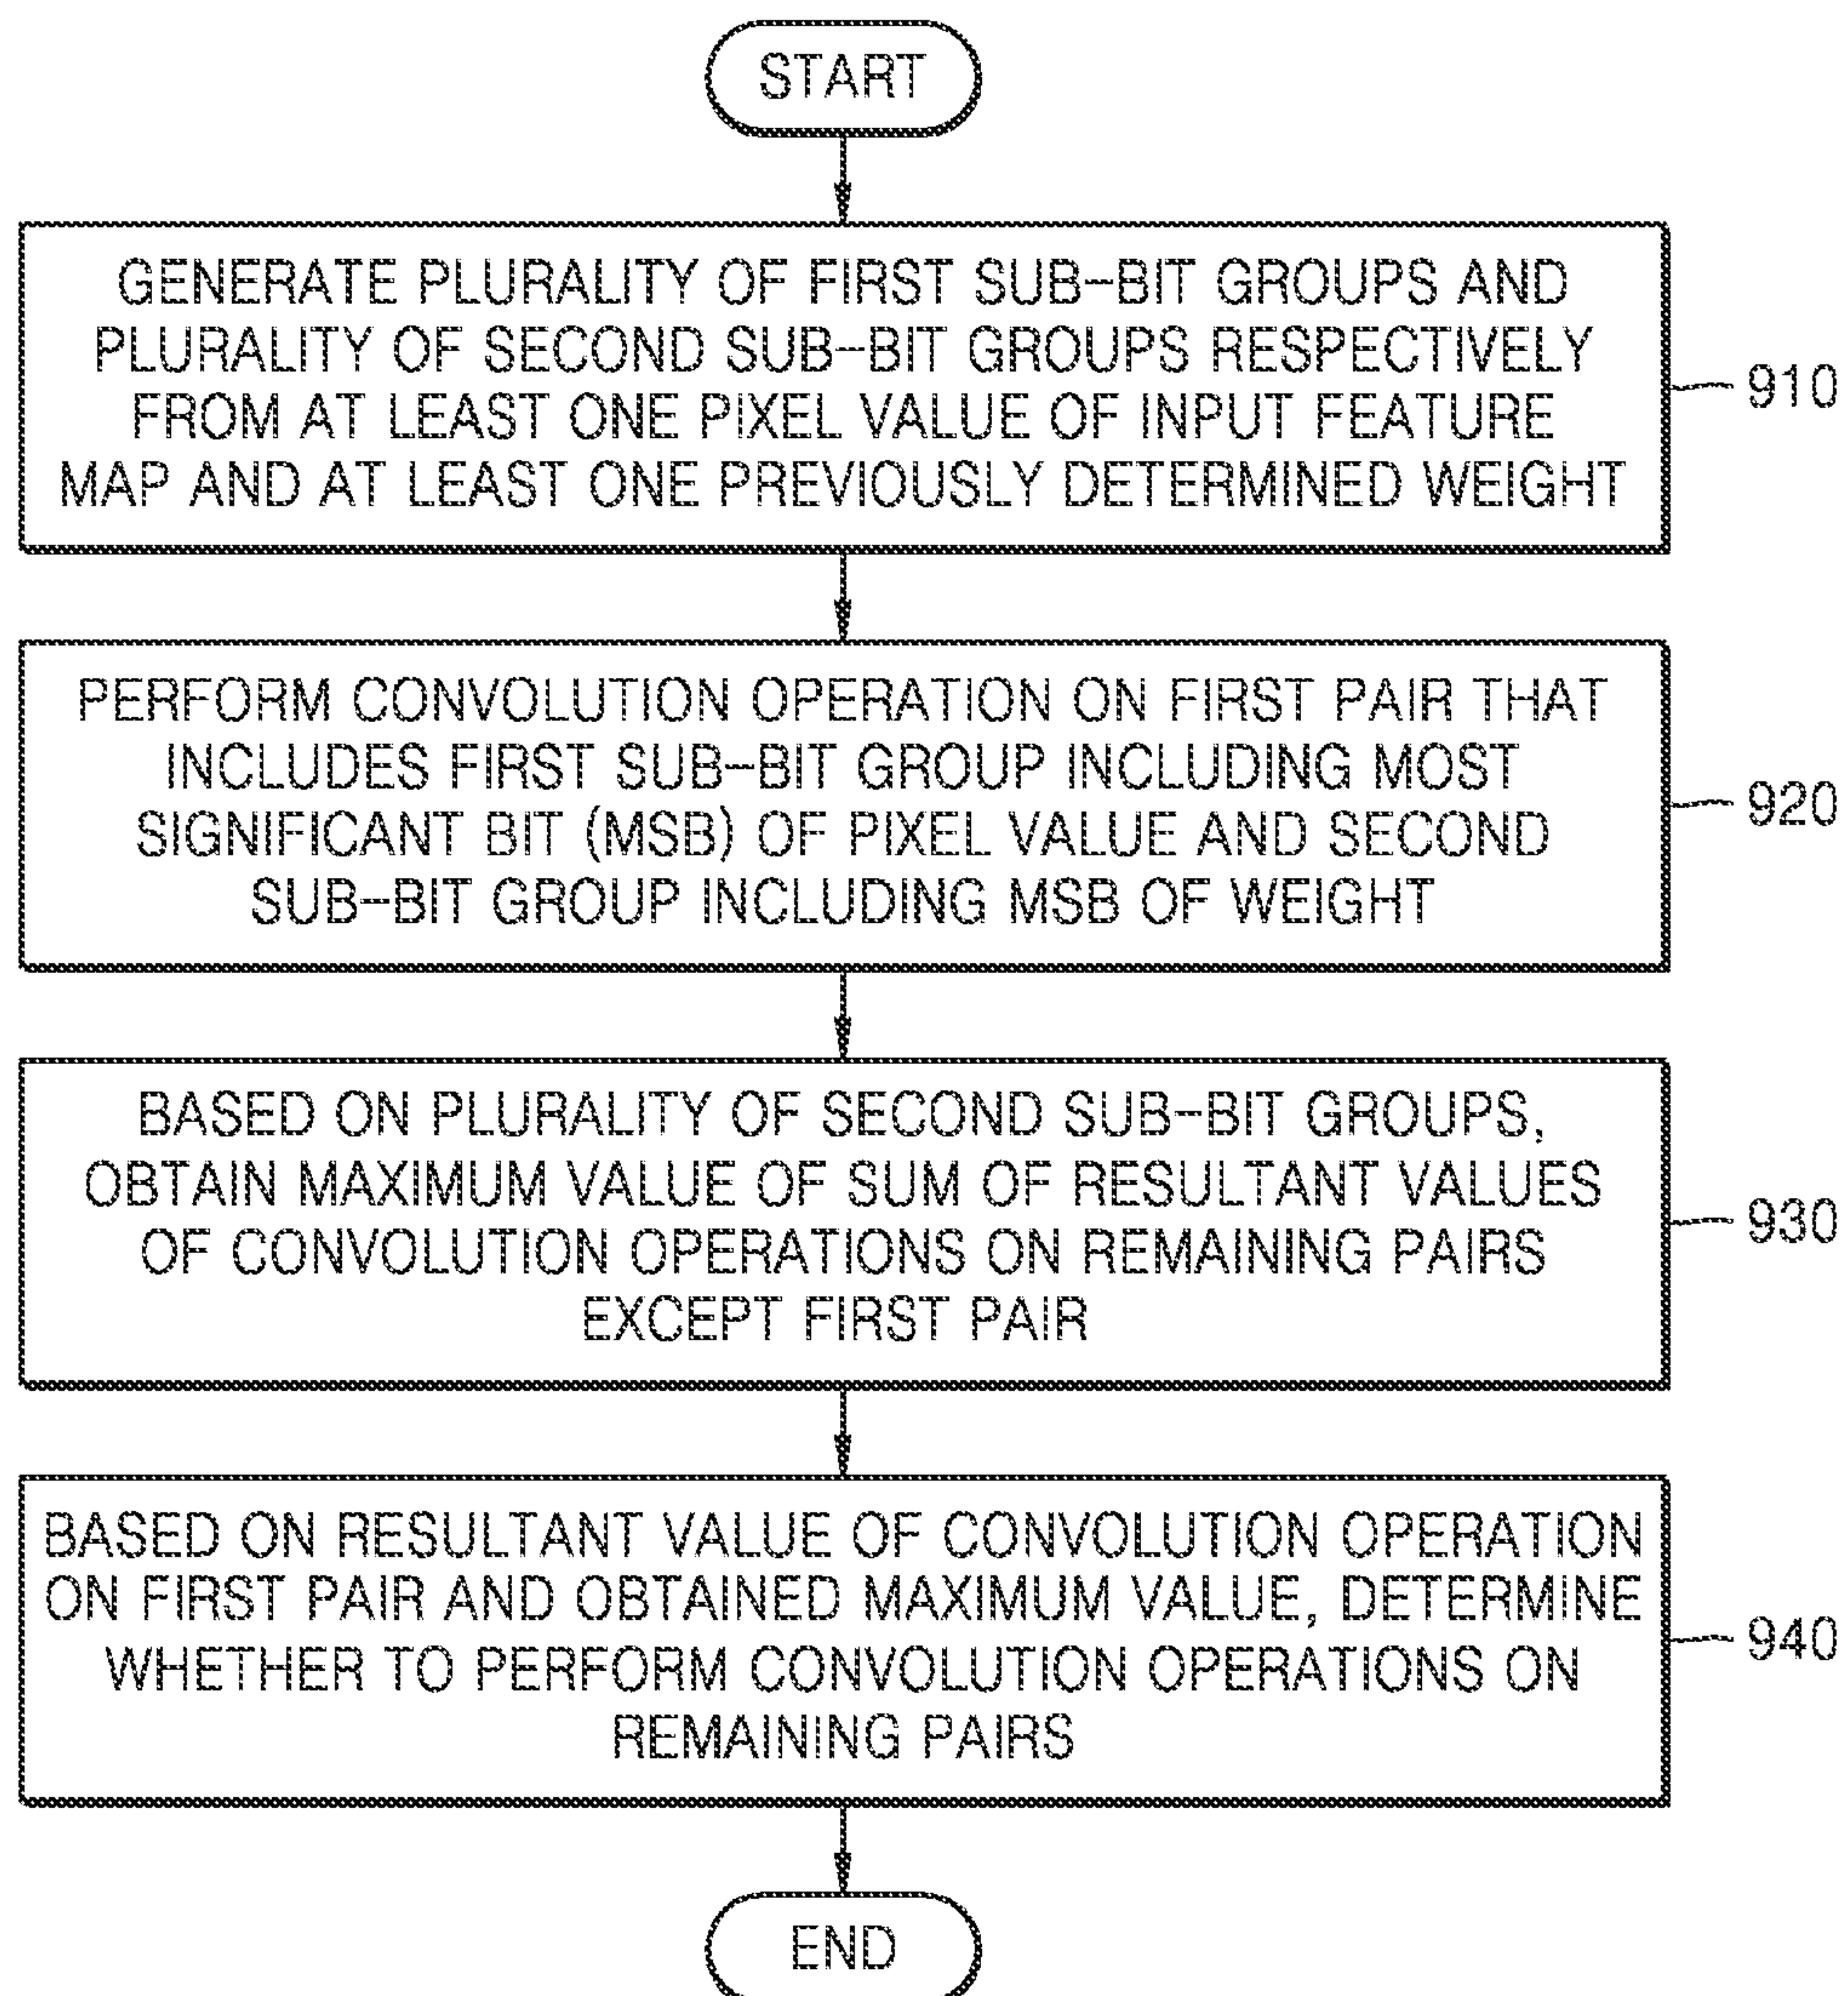 START
GENERATE PLURALITY OF FIRST SUB-BIT GROUPS AND
PLURALITY OF SECOND SUB-BIT GROUPS RESPECTIVELY
FROM AT LEAST ONE PIXEL VALUE OF INPUT FEATURE
MAP AND AT LEAST ONE PREVIOUSLY DETERMINED WEIGHT
910
PERFORM CONVOLUTION OPERATION ON FIRST PAIR THAT
INCLUDES FIRST SUB-BIT GROUP INCLUDING MOST
SIGNIFICANT BIT (MSB) OF PIXEL VALUE AND SECOND
SUB-BIT GROUP INCLUDING MSB OF WEIGHT
920
BASED ON PLURALITY OF SECOND SUB-BIT GROUPS,
OBTAIN MAXIMUM VALUE OF SUM OF RESULTANT VALUES
OF CONVOLUTION OPERATIONS ON REMAINING PAIRS
EXCEPT FIRST PAIR
930
BASED ON RESULTANT VALUE OF CONVOLUTION OPERATION
ON FIRST PAIR AND OBTAINED MAXIMUM VALUE, DETERMINE
WHETHER TO PERFORM CONVOLUTION OPERATIONS ON
REMAINING PAIRS
940
END